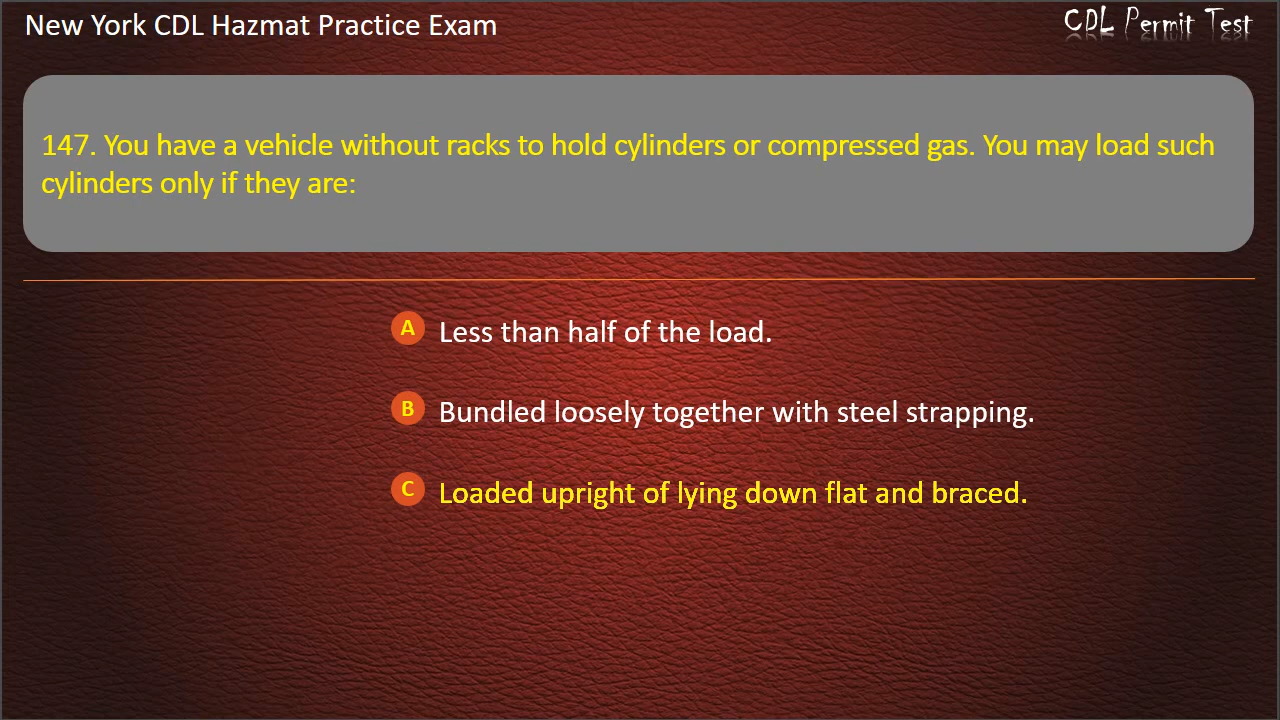 New York CDL Hazmat Practice Exam
CDL Permit Test
147. You have a vehicle without racks to hold cylinders or compressed gas. You may load such
cylinders only if they are:
A Less than half of the load.
B Bundled loosely together with steel strapping.
C Loaded upright of lying down flat and braced.